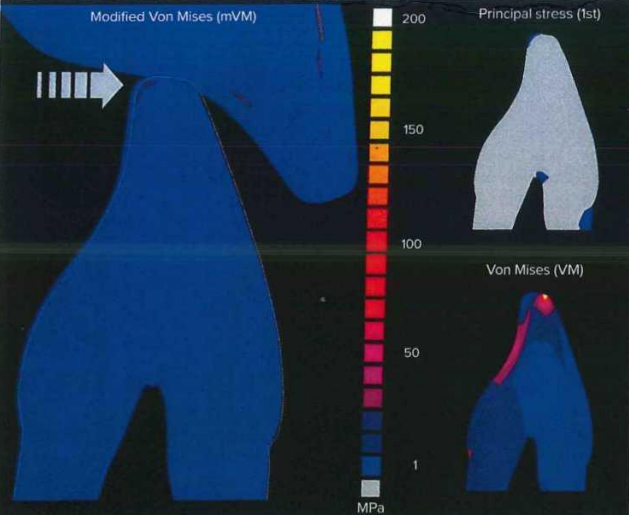 Modified Von Mises (mVM)
200
150
100
50
1
MPa
Principal stress (1st)
Von Mises (VM)